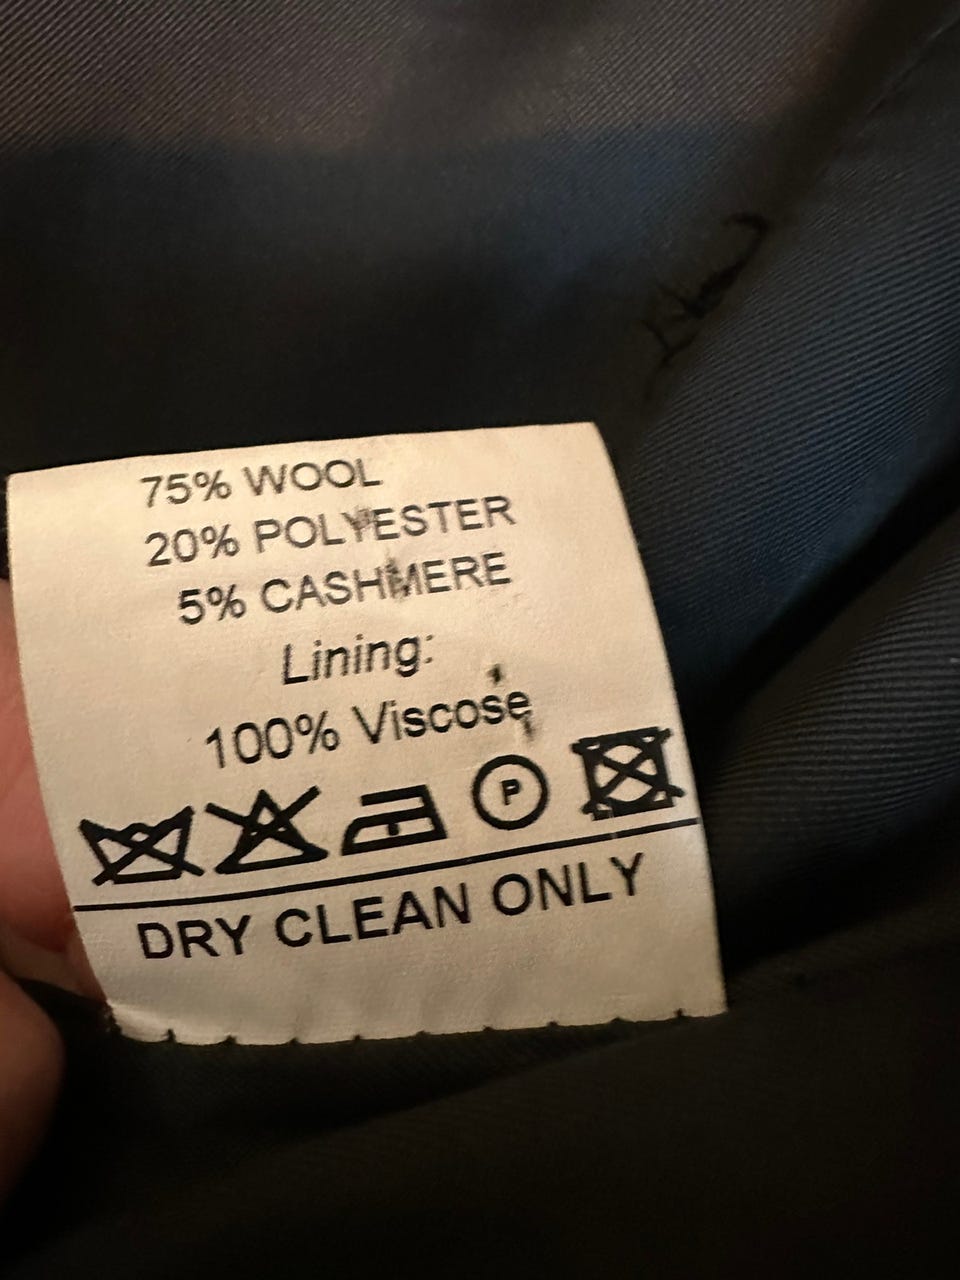 75% WOOL
20% POLYESTER
5% CASHMERE
Lining:
100% Viscose
P
DRY CLEAN ONLY